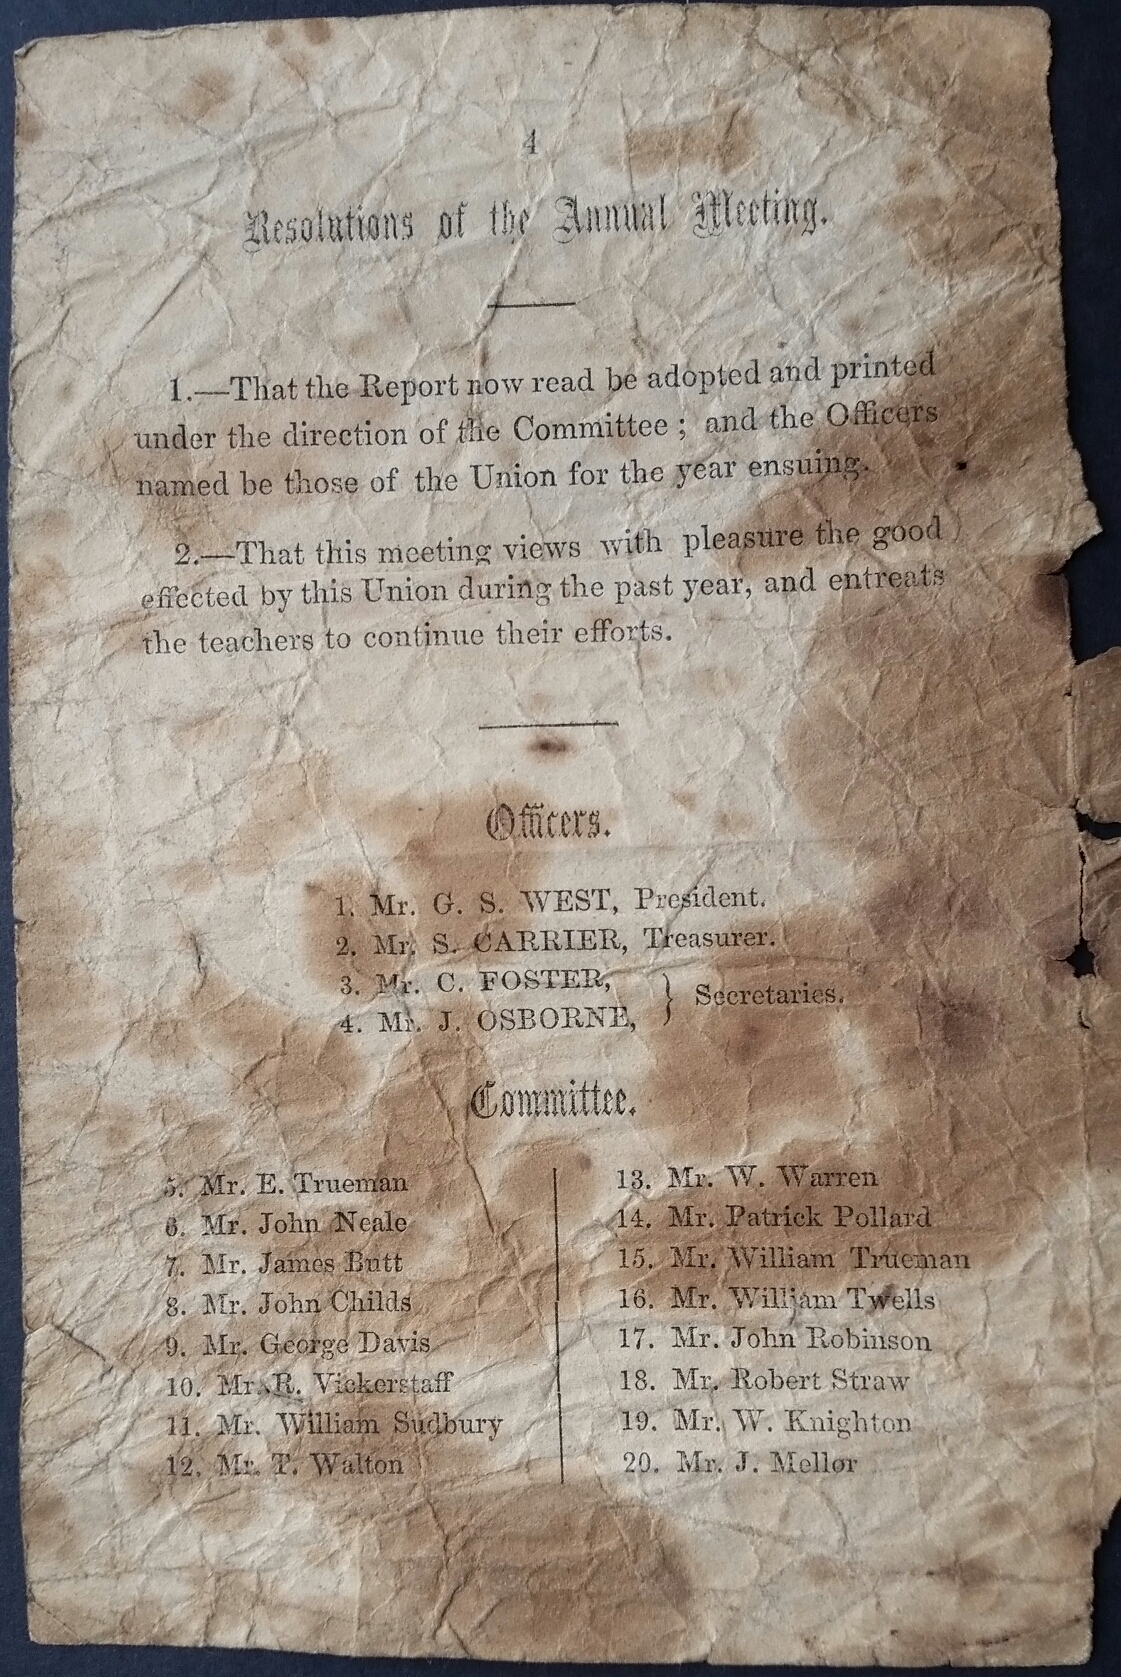 4
Resolutions of the Annual Meeting.
1.—That the Report now read be adopted and printed
under the direction of the Committee ; and the Officers
named be those of the Union for the year ensuing.
2.—That this meeting views with pleasure the good
effected by this Union during the past year, and entreats
the teachers to continue their efforts.
Officers.
1. Mr. G. S. WEST, President.
2. Mr. S. CARRIER, Treasurer.
3. Mr. C. FOSTER,
4. Mr. J. OSBORNE, } Secretaries.
Committee.
5. Mr. E. Trueman
6. Mr. John Neale
7. Mr. James Butt
8. Mr. John Childs
9. Mr. George Davis
10. Mr. R. Vickerstaff
11. Mr. William Sudbury
12. Mr. T. Walton
13. Mr. W. Warren
14. Mr. Patrick Pollard
15. Mr. William Trueman
16. Mr. William Twells
17. Mr. John Robinson
18. Mr. Robert Straw
19. Mr. W. Knighton
20. Mr. J. Mellor